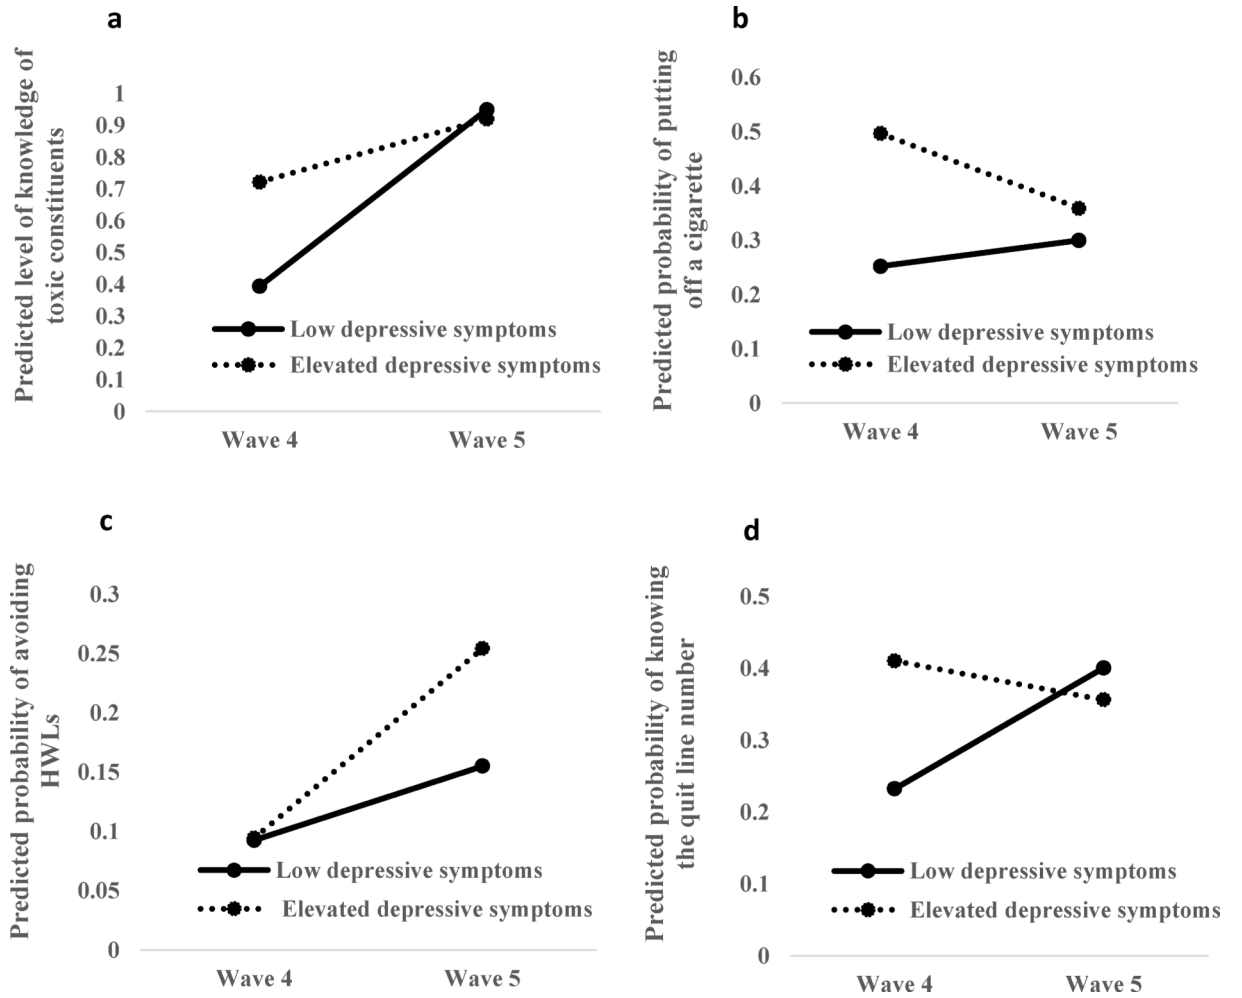 a
Predicted level of knowledge of
toxic constituents
1
0.9
0.8
0.7
0.6
0.5
0.4
0.3
0.2
0.1
0
Low depressive symptoms
Elevated depressive symptoms
Wave 4
Wave 5
b
Predicted probability of putting
off a cigarette
0.6
0.5
0.4
0.3
0.2
0.1
0
Low depressive symptoms
Elevated depressive symptoms
Wave 4
Wave 5
c
Predicted probability of avoiding
HWLs
0.3
0.25
0.2
0.15
0.1
0.05
0
Low depressive symptoms
Elevated depressive symptoms
Wave 4
Wave 5
d
Predicted probability of knowing
the quit line number
0.5
0.4
0.3
0.2
0.1
0
Low depressive symptoms
Elevated depressive symptoms
Wave 4
Wave 5